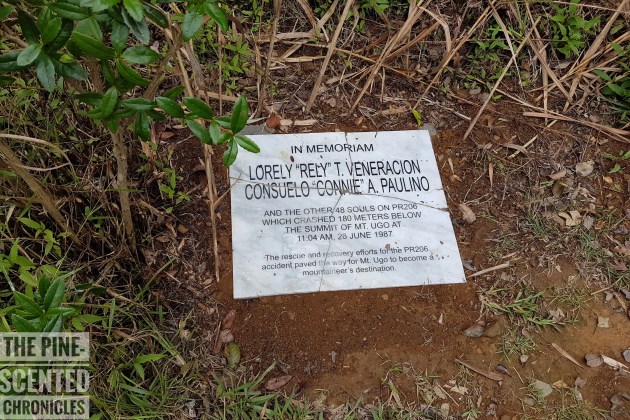 IN MEMORIAM
LORELY "RELY" T. VENERACION
CONSUELO "CONNIE" A. PAULINO
AND THE OTHER 48 SOULS ON PR206
WHICH CRASHED 180 METERS BELOW
THE SUMMIT OF MT. UGO AT
11:04 AM, 26 JUNE 1987.
The rescue and recovery efforts for the PR206
accident paved the way for Mt. Ugo to become a
mountaineer's destination.
THE PINE-
SCENTED
CHRONICLES